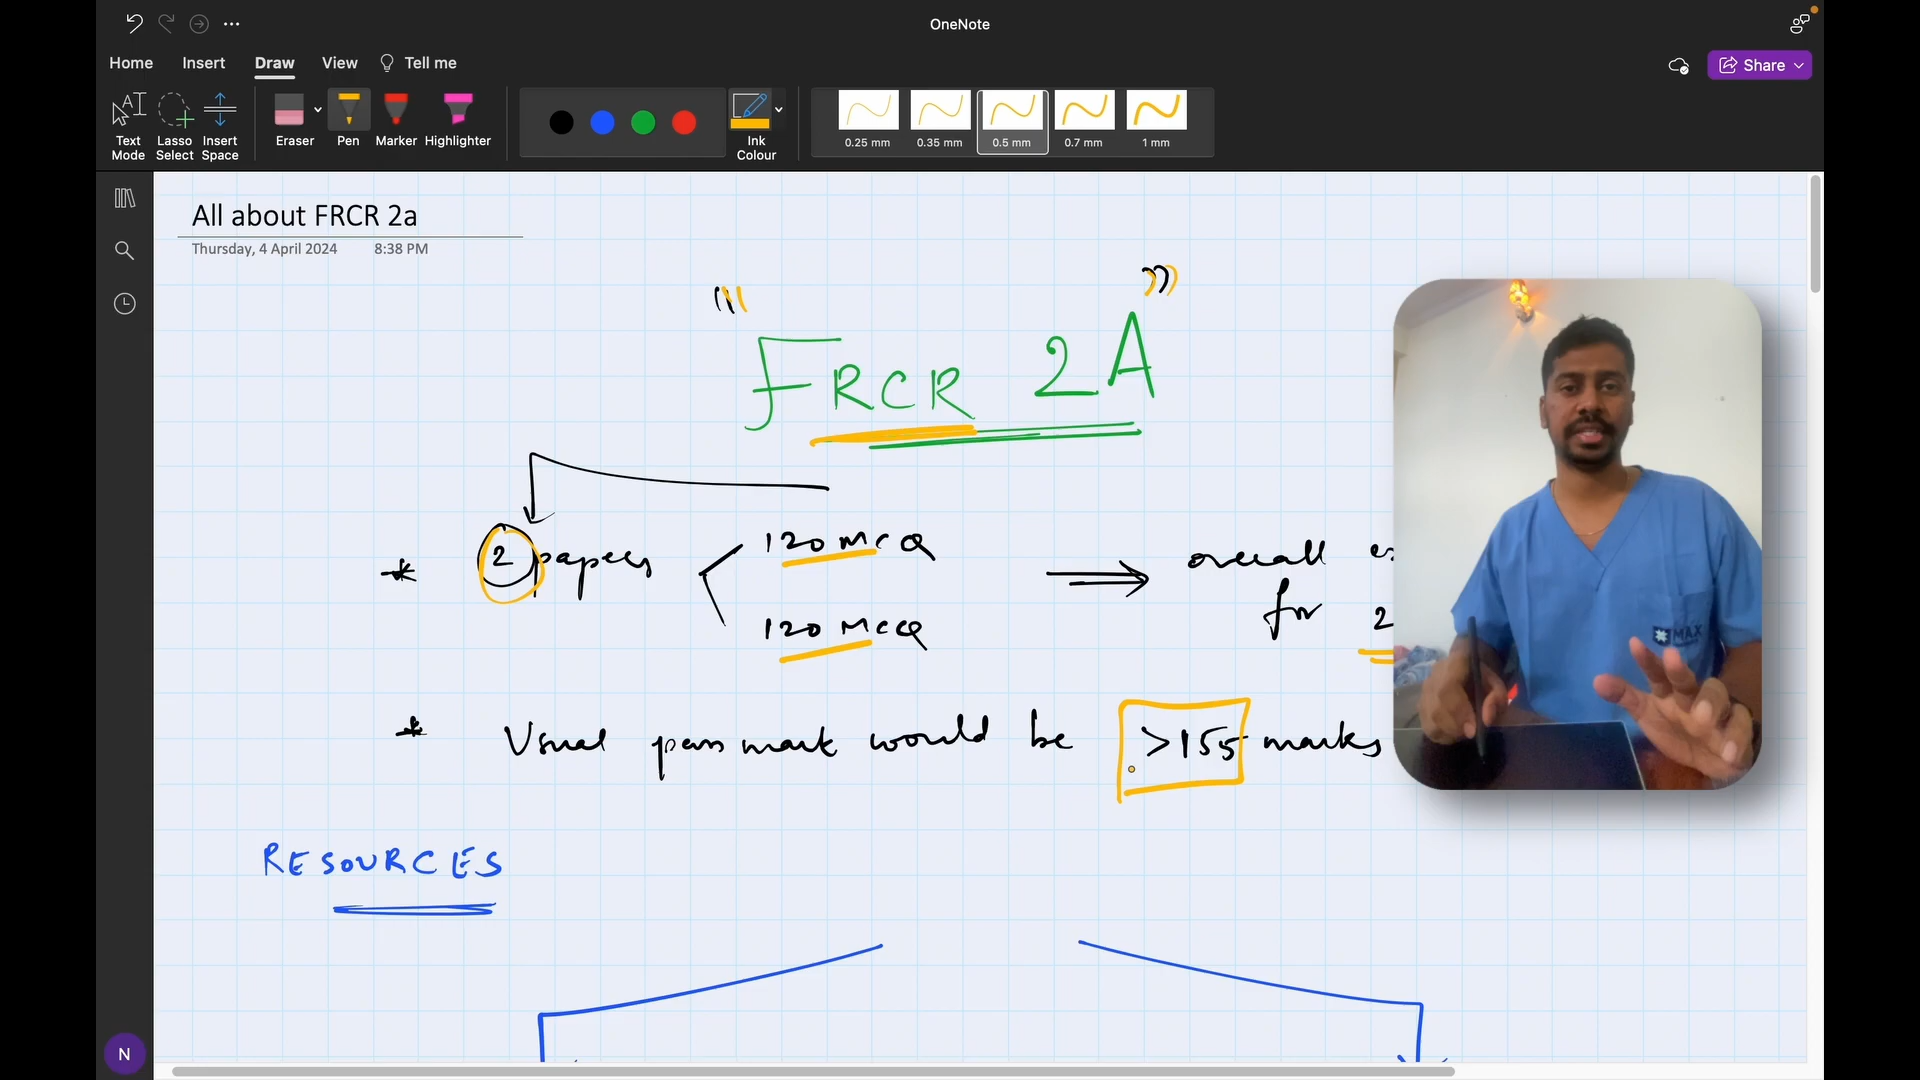 OneNote
Home Insert Draw View Tell me
Share
Text Mode
Lasso Select
Insert Space
Eraser
Pen
Marker
Highlighter
Ink Colour
0.25 mm
0.35 mm
0.5 mm
0.7 mm
1 mm
All about FRCR 2a
Thursday, 4 April 2024 8:38 PM
"FRCR 2A"
* 2 papers
120 MCQ
120 MCQ
overall
for 2
* Usual pass mark would be >155 marks
RESOURCES
MAX
N